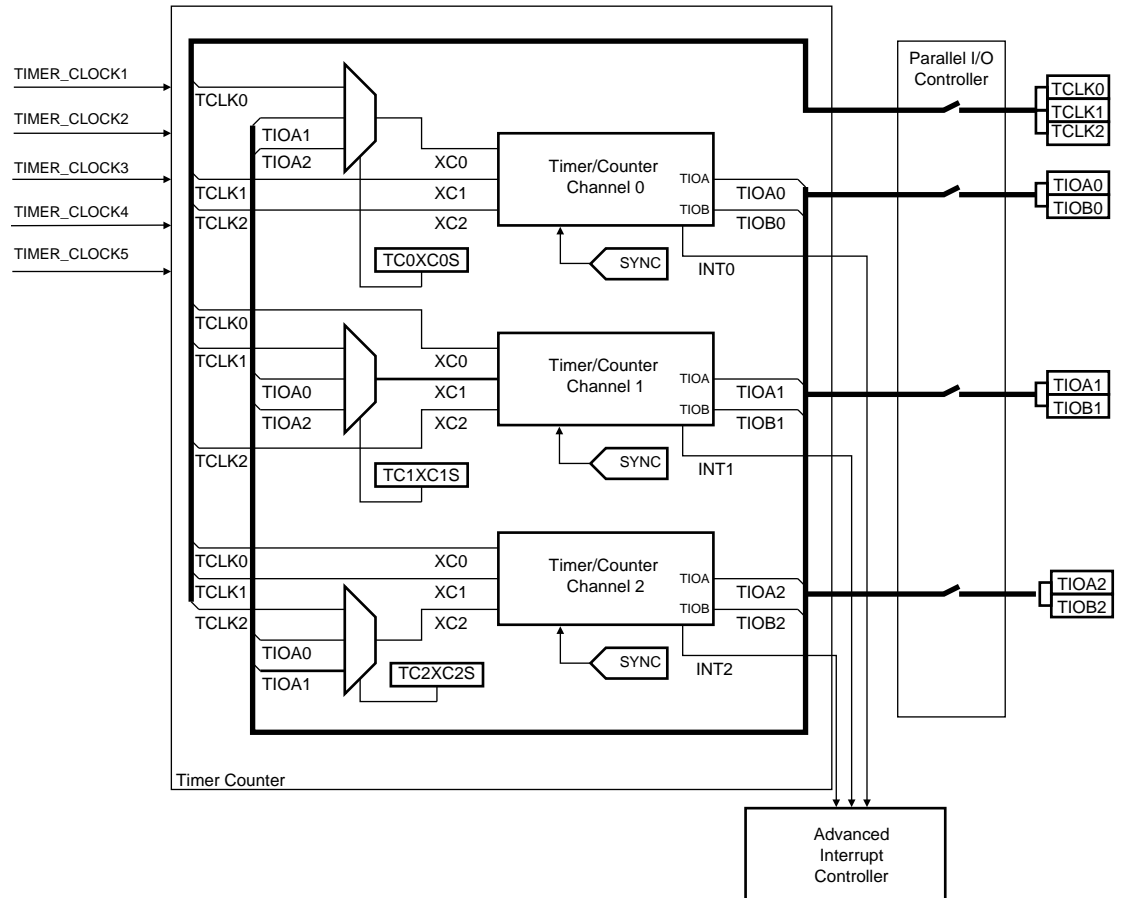 Parallel I/O
Controller
TIMER_CLOCK1
TIMER_CLOCK2
TIMER_CLOCK3
TIMER_CLOCK4
TIMER_CLOCK5
TCLK0
TIOA1
TIOA2
TCLK1
TCLK2
XC0
XC1
XC2
Timer/Counter
Channel 0
TIOA
TIOB
TIOA0
TIOB0
TC0XC0S
SYNC
INT0
TCLK0
TCLK1
TCLK2
TIOA0
TIOB0
TCLK0
TCLK1
TIOA0
TIOA2
TCLK2
XC0
XC1
XC2
Timer/Counter
Channel 1
TIOA
TIOB
TIOA1
TIOB1
TC1XC1S
SYNC
INT1
TIOA1
TIOB1
TCLK0
TCLK1
TCLK2
TIOA0
TIOA1
XC0
XC1
XC2
Timer/Counter
Channel 2
TIOA
TIOB
TIOA2
TIOB2
TC2XC2S
SYNC
INT2
TIOA2
TIOB2
Timer Counter
Advanced
Interrupt
Controller